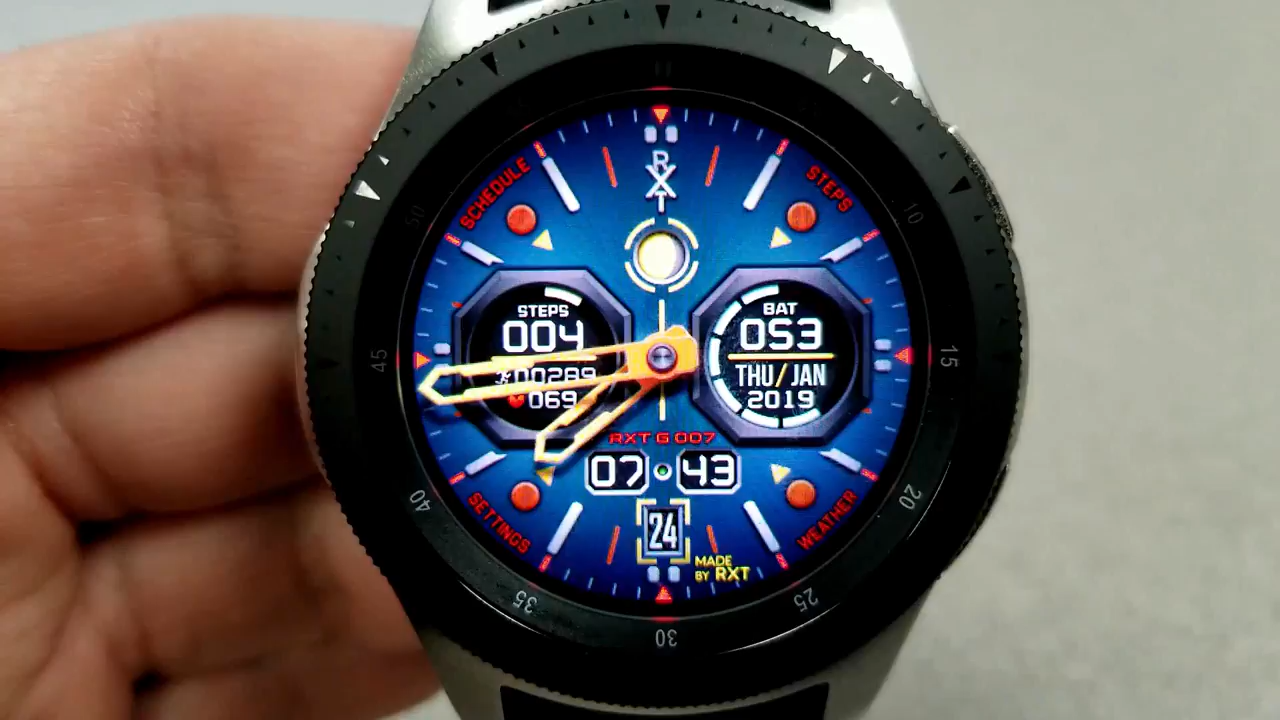 R
X
T
SCHEDULE
STEPS
10
STEPS
004
00289
069
BAT
053
THU/JAN
2019
45
15
RXT G 007
07 43
SETTINGS
24
WEATHER
MADE
BY RXT
40
20
35
25
30
50